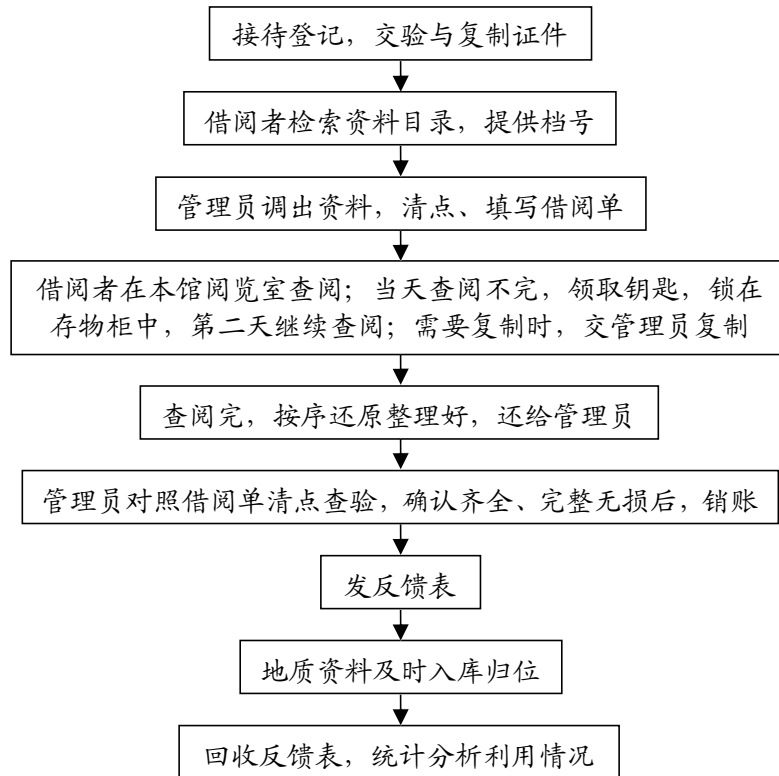 接待登记，交验与复制证件
借阅者检索资料目录，提供档号
管理员调出资料，清点、填写借阅单
借阅者在本馆阅览室查阅；当天查阅不完，领取钥匙，锁在
存物柜中，第二天继续查阅；需要复制时，交管理员复制
查阅完，按序还原整理好，还给管理员
管理员对照借阅单清点查验，确认齐全、完整无损后，销账
发反馈表
地质资料及时入库归位
回收反馈表，统计分析利用情况